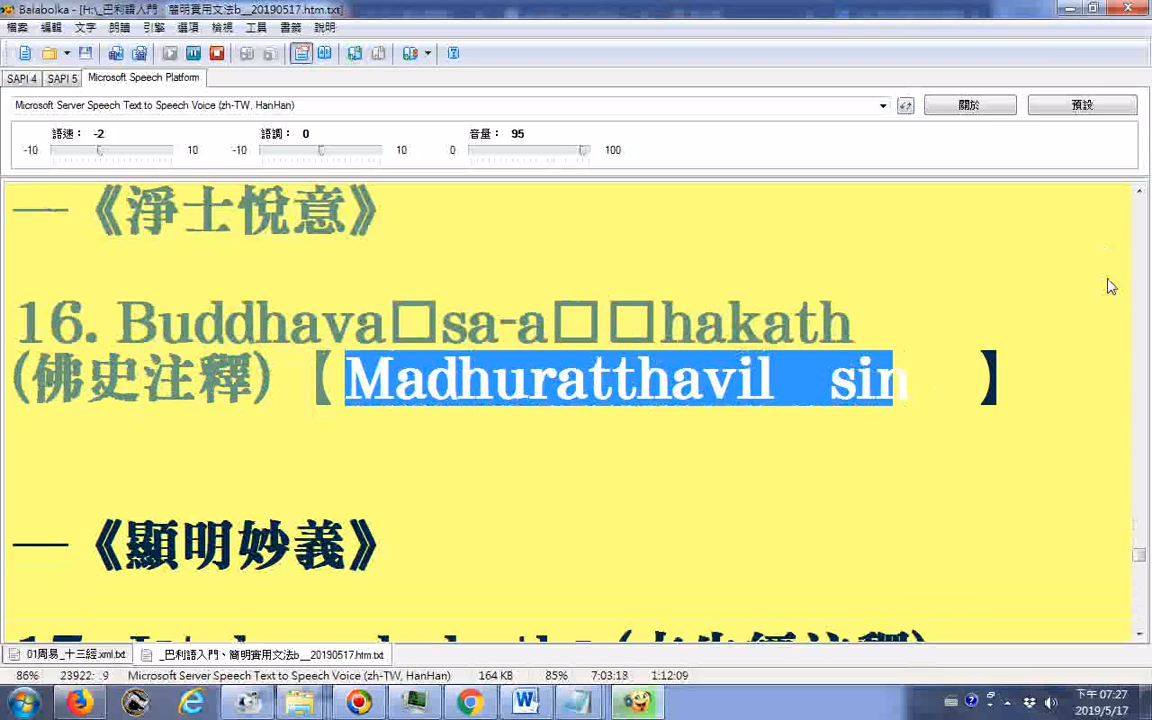 Balabolka - [H:\_巴利語入門、簡明實用文法b__20190517.htm.txt]
檔案 編輯 文字 朗讀 引擎 選項 檢視 工具 書籤 說明
SAPI 4 SAPI 5 Microsoft Speech Platform
Microsoft Server Speech Text to Speech Voice (zh-TW, HanHan) 關於 預設
語速： -2 語調： 0 音量： 95
-10 10 -10 10 0 100
—《淨士悅意》
16. Buddhava□sa-a□□hakath
(佛史注釋) 【Madhuratthavil sin 】
—《顯明妙義》
01周易_十三經.xml.txt _巴利語入門、簡明實用文法b__20190517.htm.txt
86% 23922: .9 Microsoft Server Speech Text to Speech Voice (zh-TW, HanHan) 164 KB 85% 7:03:18 1:12:09
下午 07:27
2019/5/17